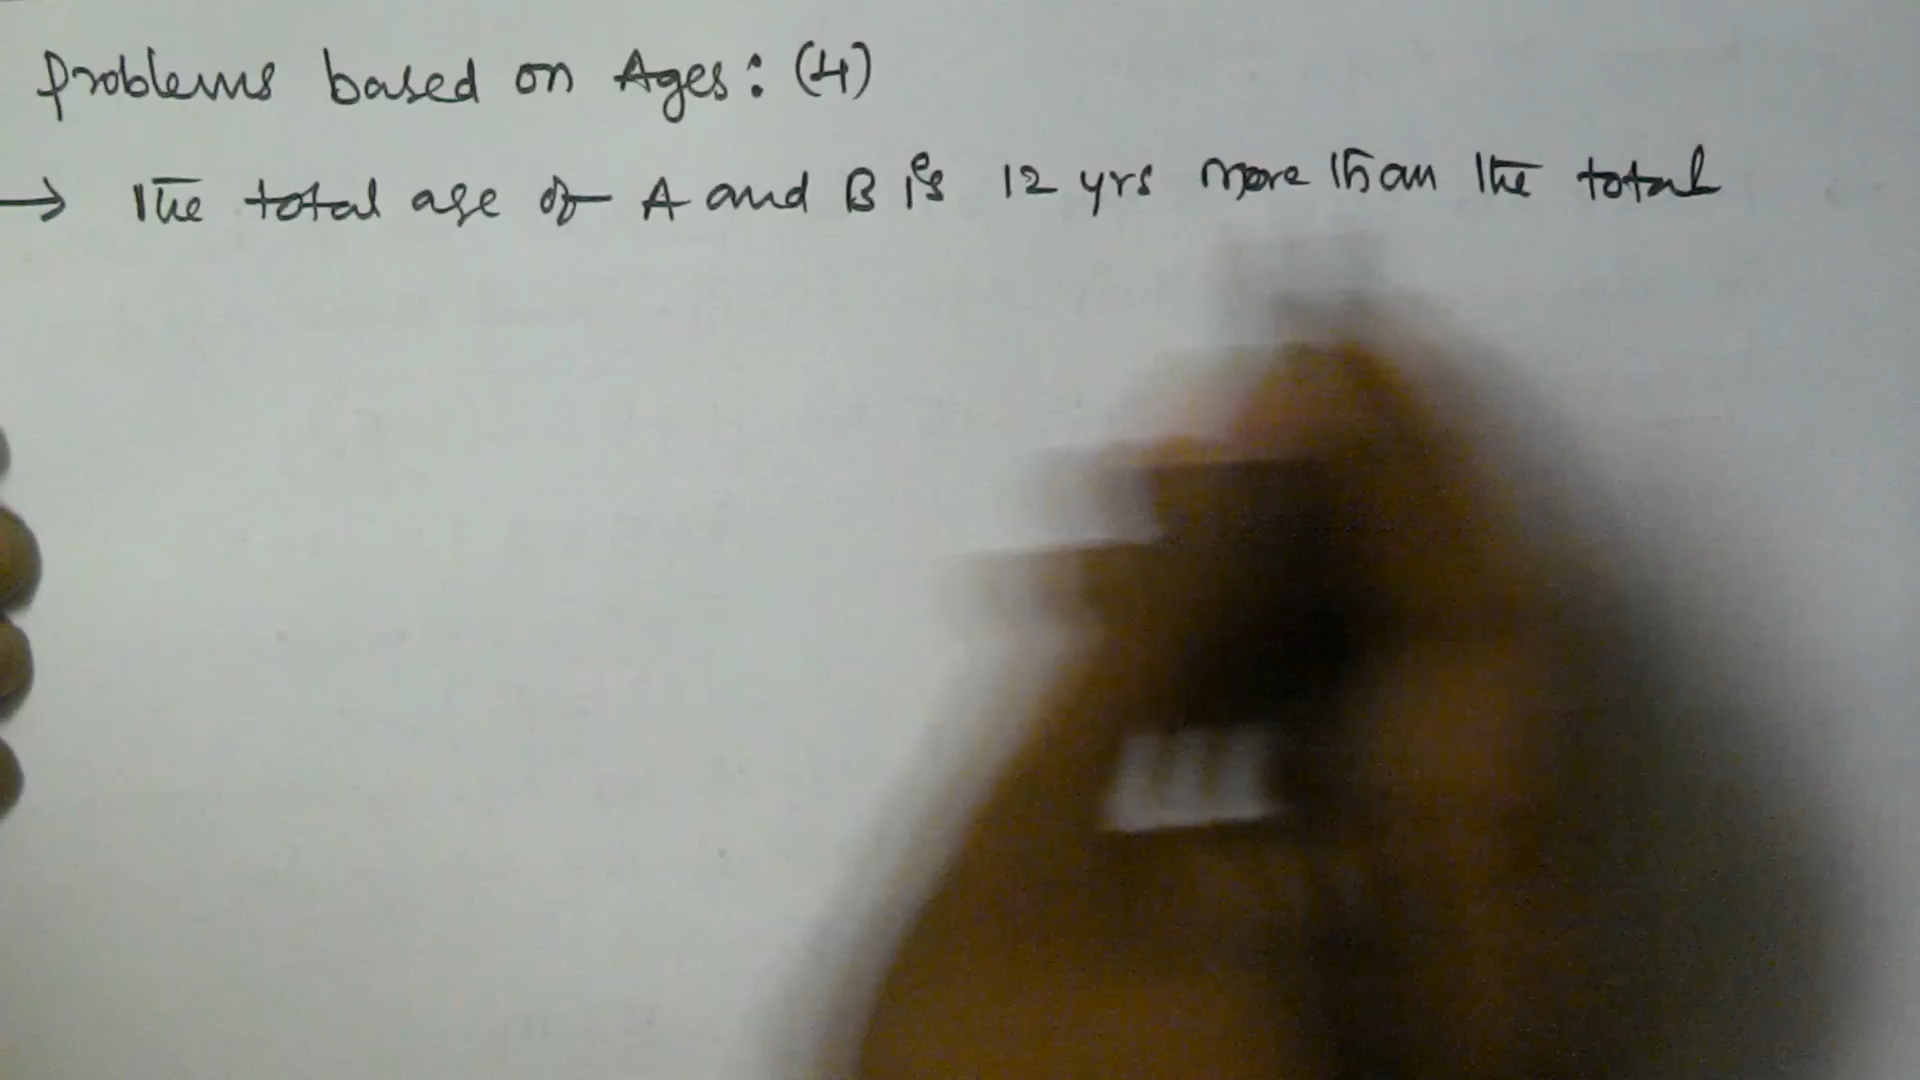 Problems based on Ages: (4)
→ The total age of A and B is 12 yrs more than the total